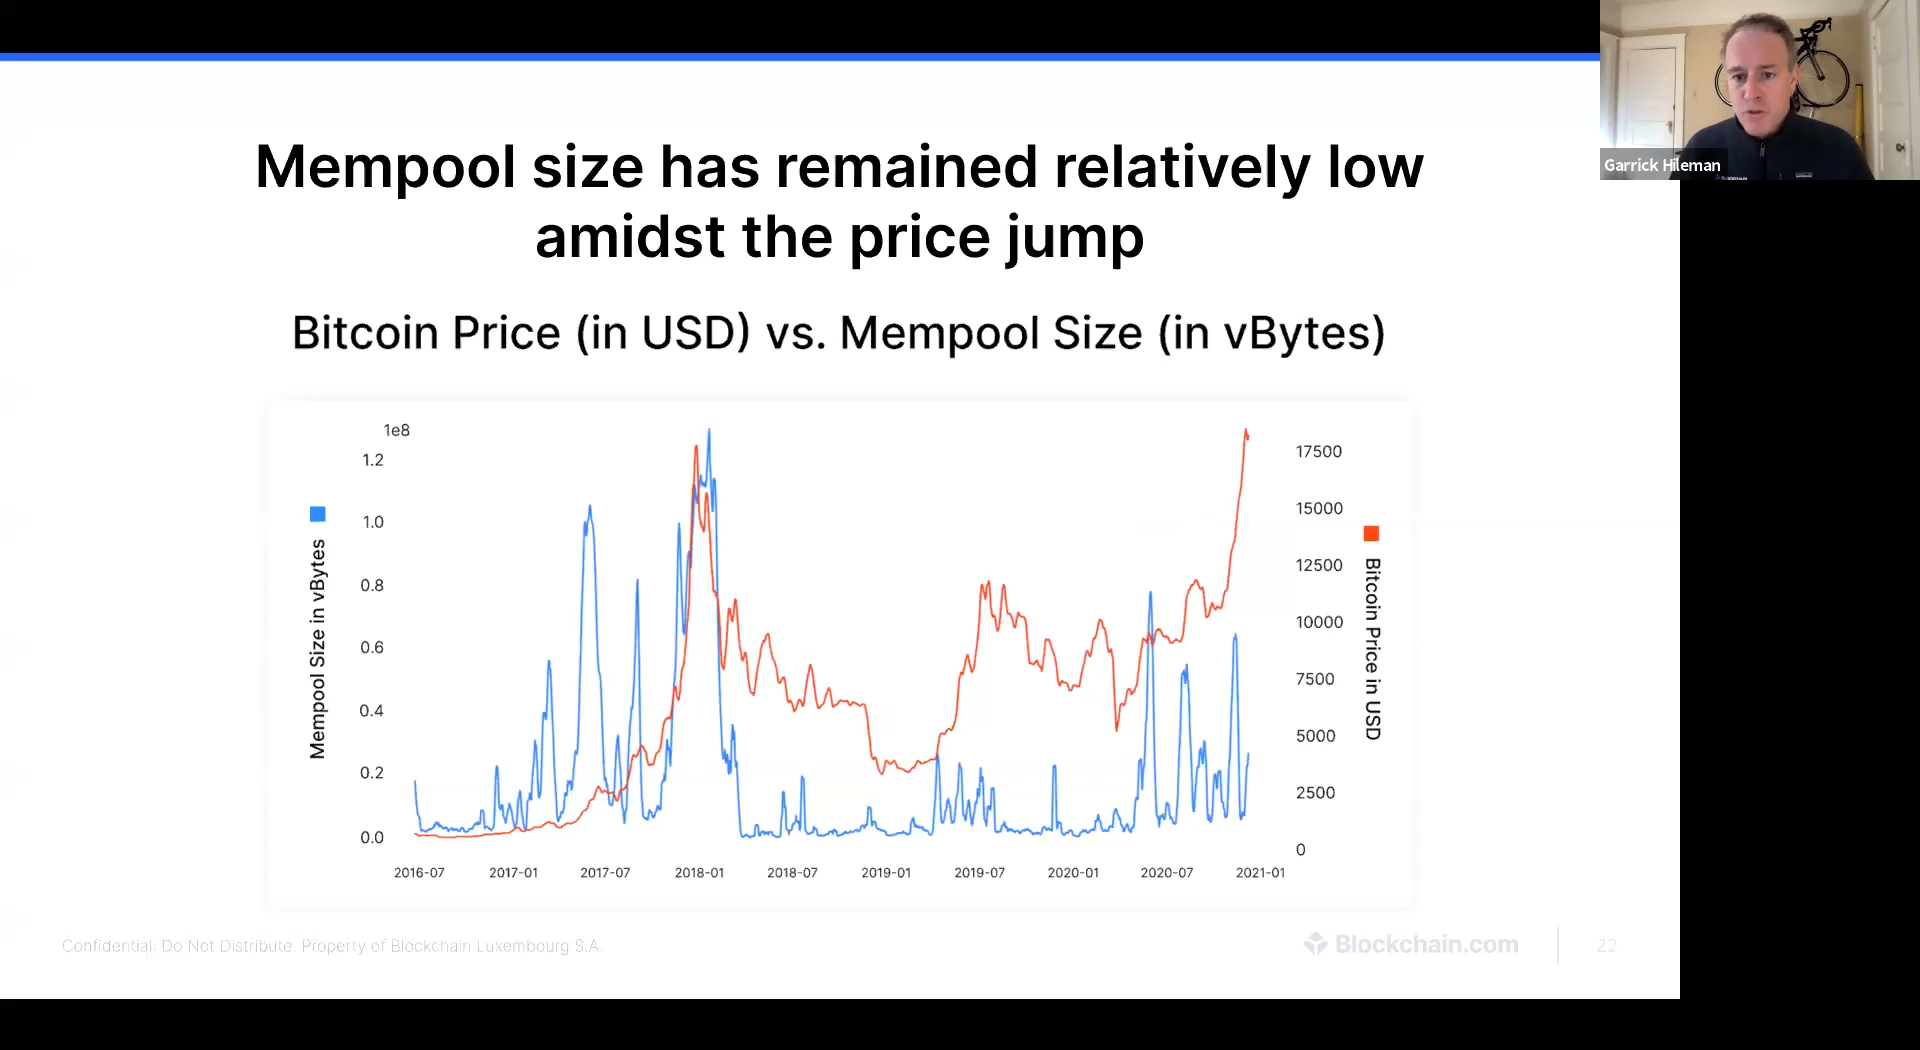 Garrick Hileman
Mempool size has remained relatively low
amidst the price jump
Bitcoin Price (in USD) vs. Mempool Size (in vBytes)
1e8
1.2
1.0
0.8
0.6
0.4
0.2
0.0
Mempool Size in vBytes
17500
15000
12500
10000
7500
5000
2500
0
Bitcoin Price in USD
2016-07 2017-01 2017-07 2018-01 2018-07 2019-01 2019-07 2020-01 2020-07 2021-01
Confidential: Do Not Distribute. Property of Blockchain Luxembourg S.A.
Blockchain.com 22